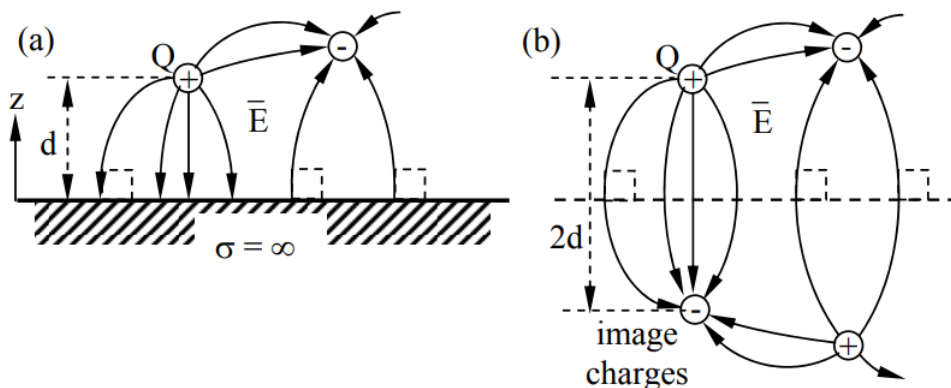 (a)
Q
+
-
z
d
E̅
σ = ∞
(b)
Q
+
-
E̅
2d
-
image
charges
+